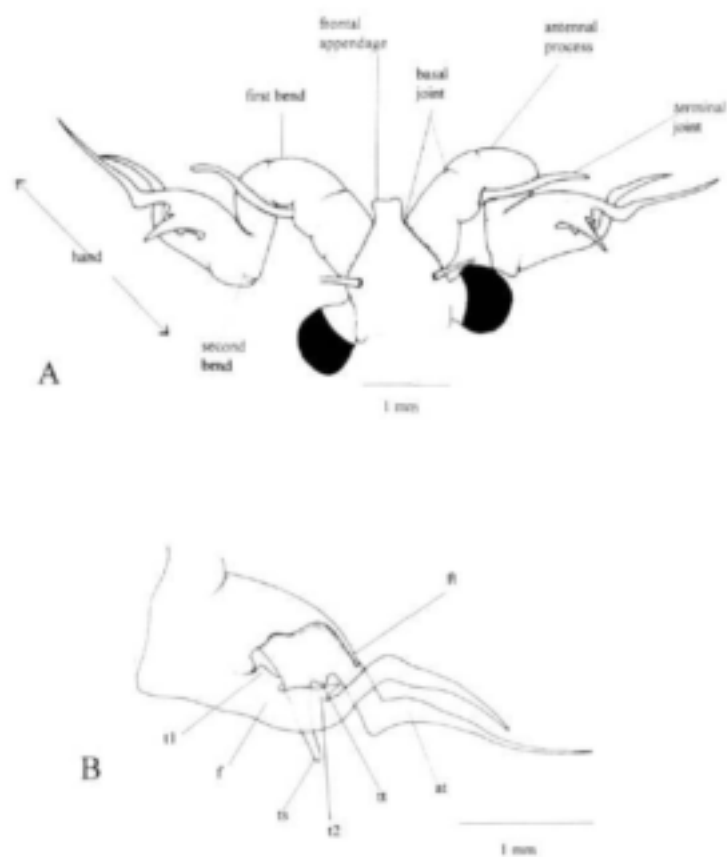 frontal
appendage
antennal
process
basal
joint
first bend
terminal
joint
hand
second
bend
A
1 mm
fl
t1
f
B
ts
t2
tt
at
1 mm